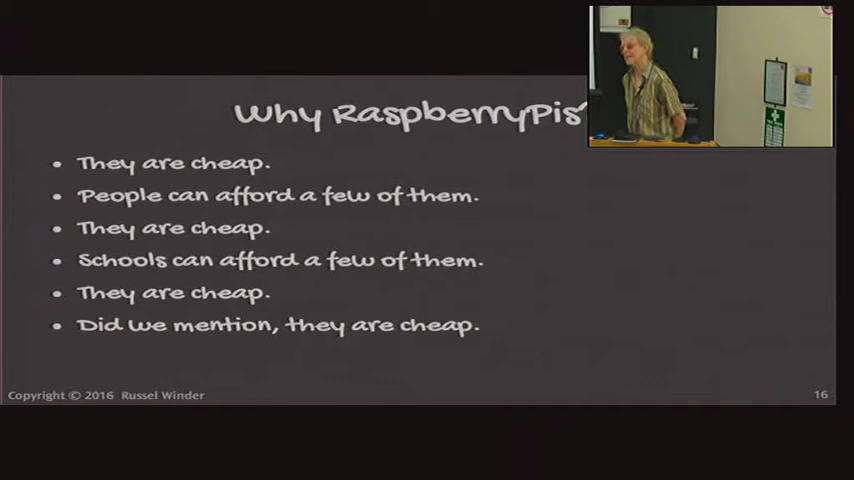 Why RaspberryPis?
They are cheap.
People can afford a few of them.
They are cheap.
Schools can afford a few of them.
They are cheap.
Did we mention, they are cheap.
Copyright © 2016 Russel Winder
16